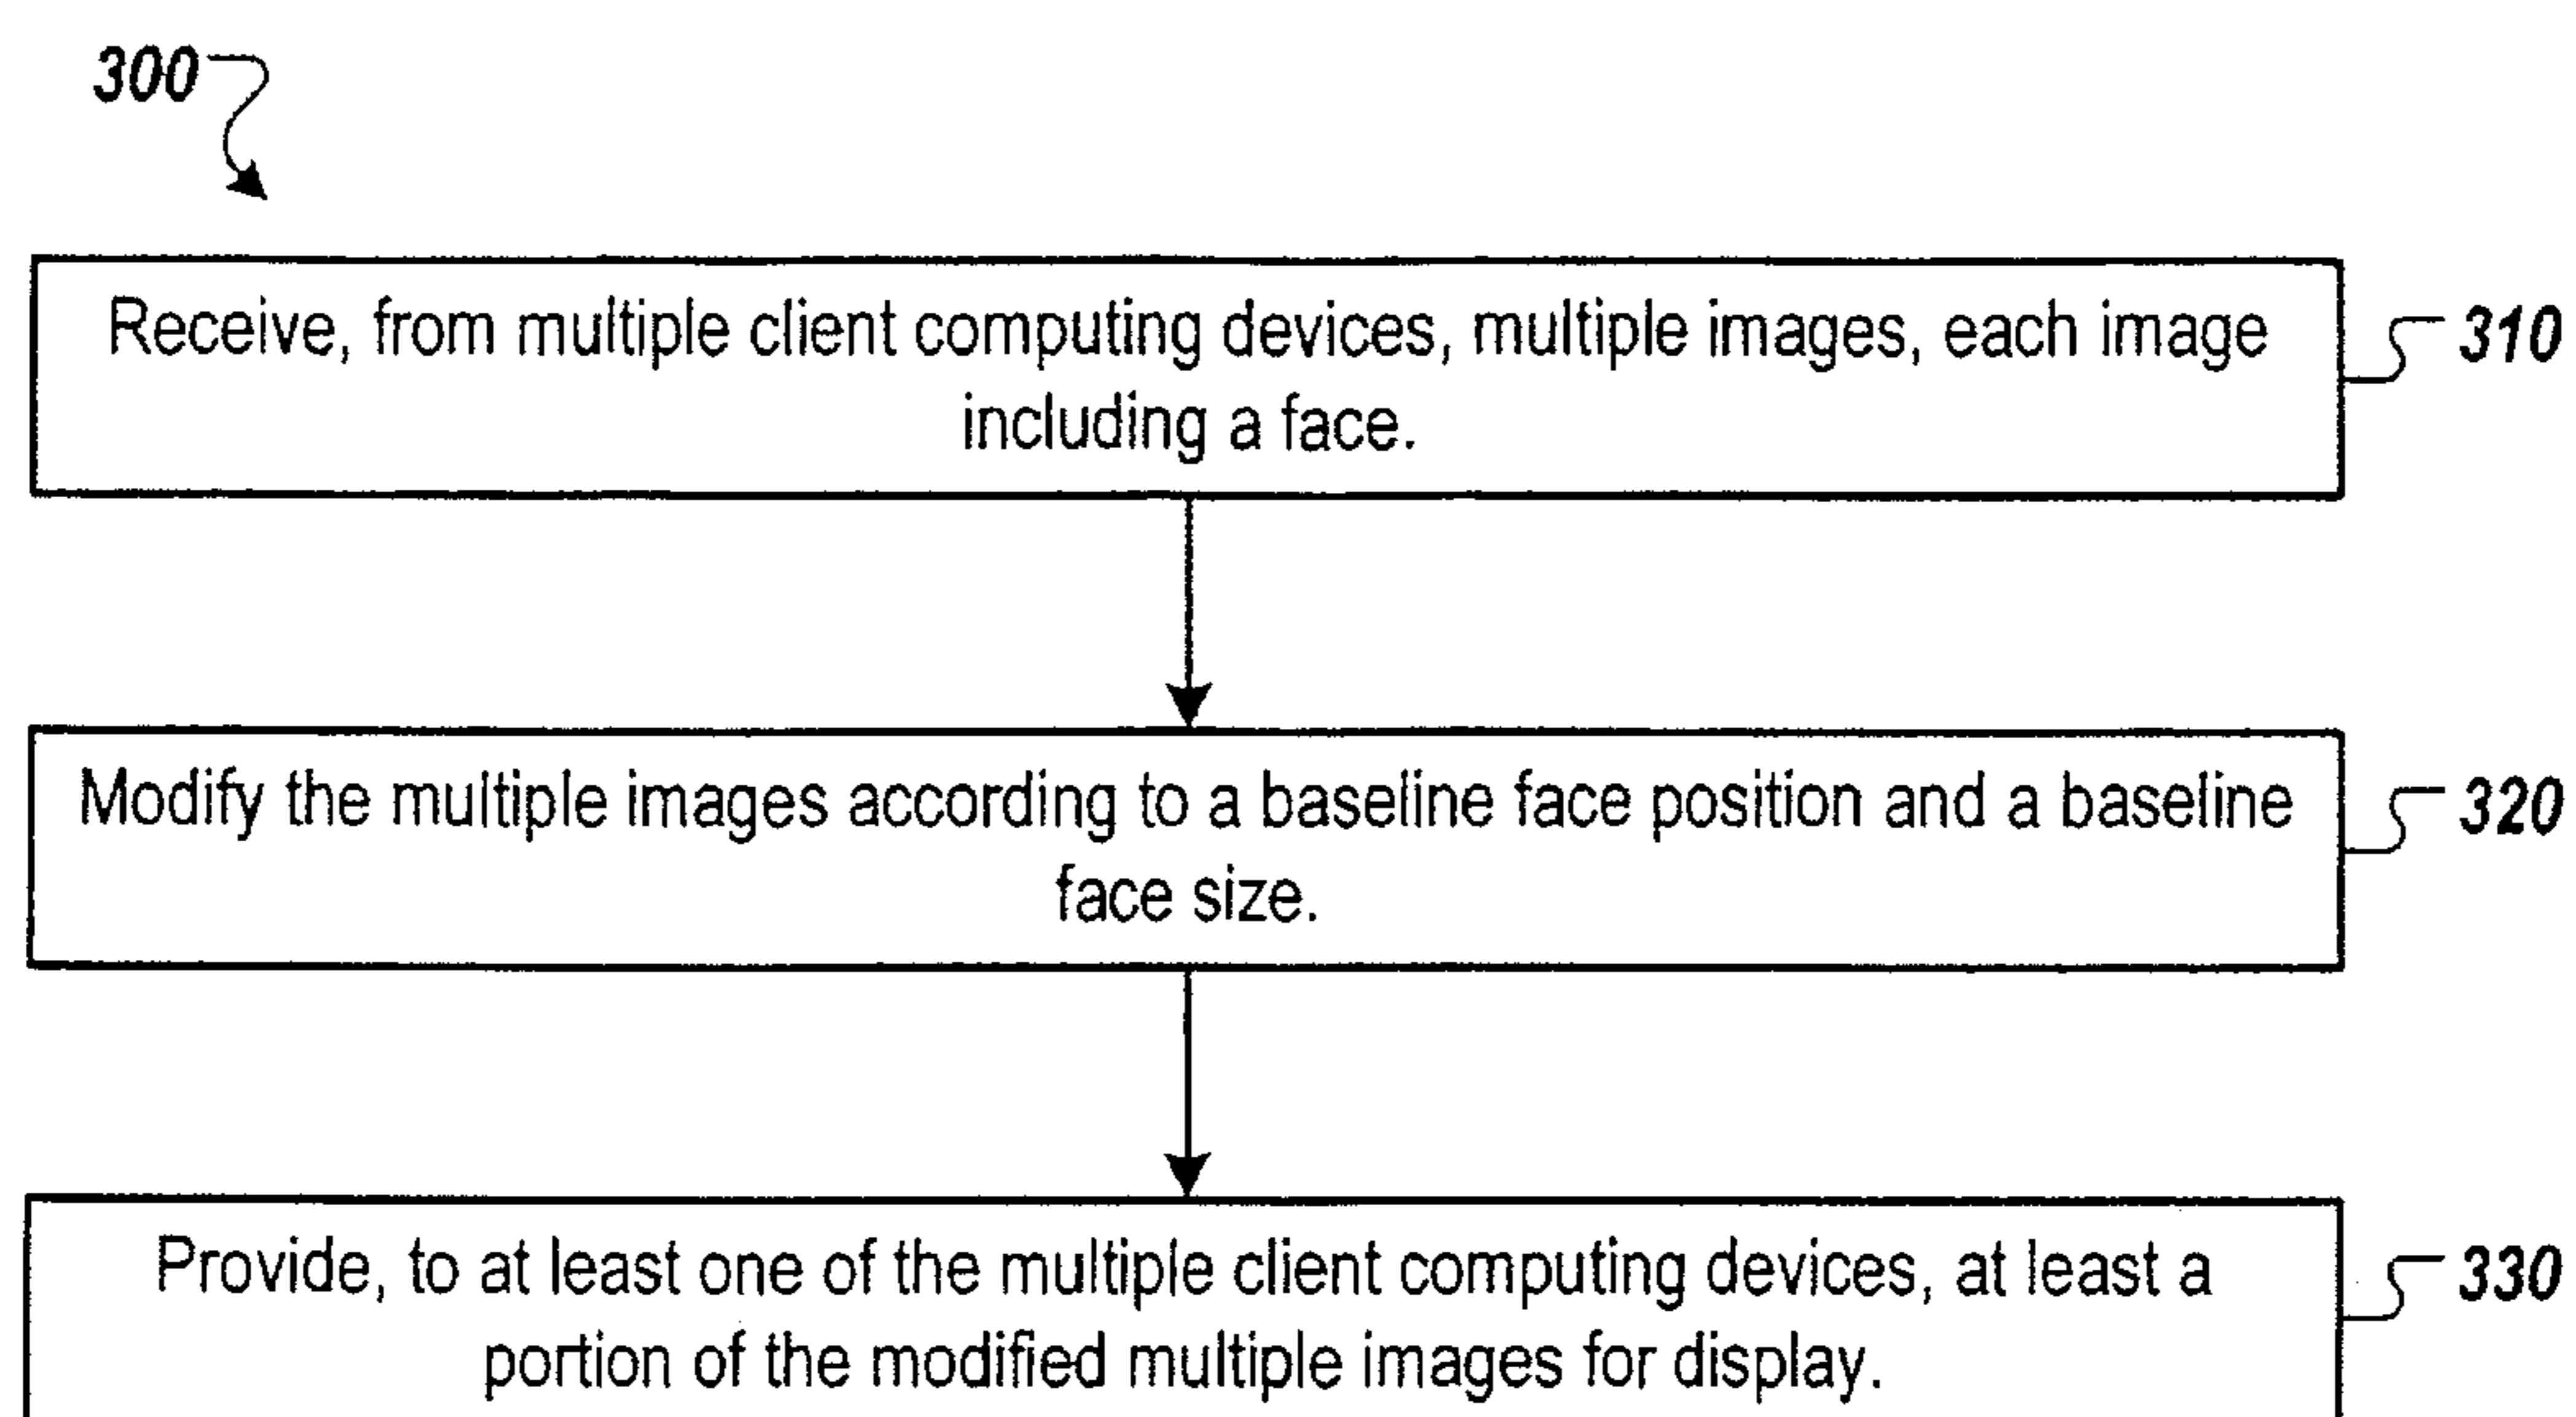 300
Receive, from multiple client computing devices, multiple images, each image
including a face.
310
Modify the multiple images according to a baseline face position and a baseline
face size.
320
Provide, to at least one of the multiple client computing devices, at least a
portion of the modified multiple images for display.
330